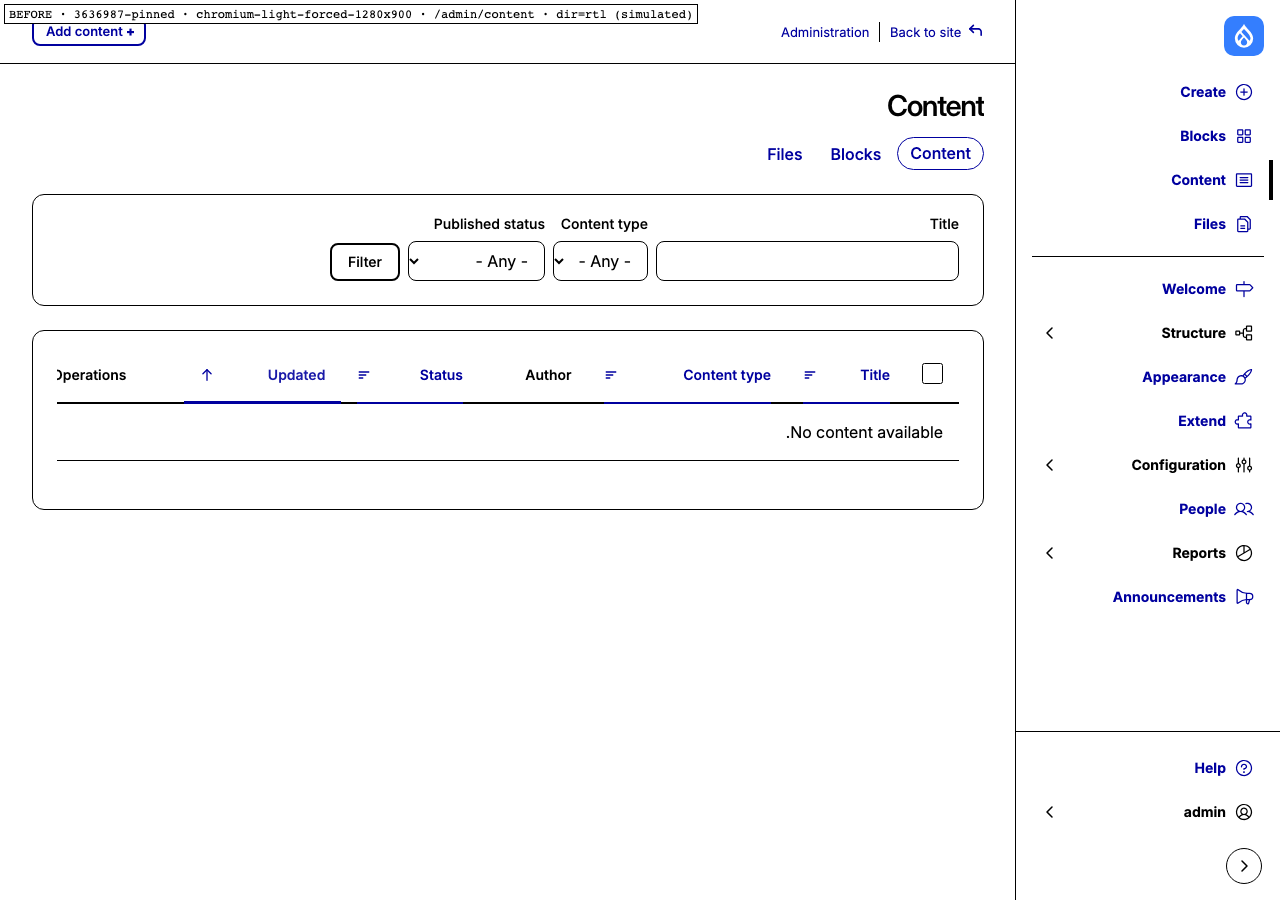 BEFORE · 3636987-pinned · chromium-light-forced-1280x900 · /admin/content · dir=rtl (simulated)
Add content +
Administration
Back to site
Content
Content
Blocks
Files
Title
Content type
Published status
- Any -
- Any -
Filter
Title
Content type
Author
Status
Updated
Operations
.No content available
Create
Blocks
Content
Files
Welcome
Structure
Appearance
Extend
Configuration
People
Reports
Announcements
Help
admin